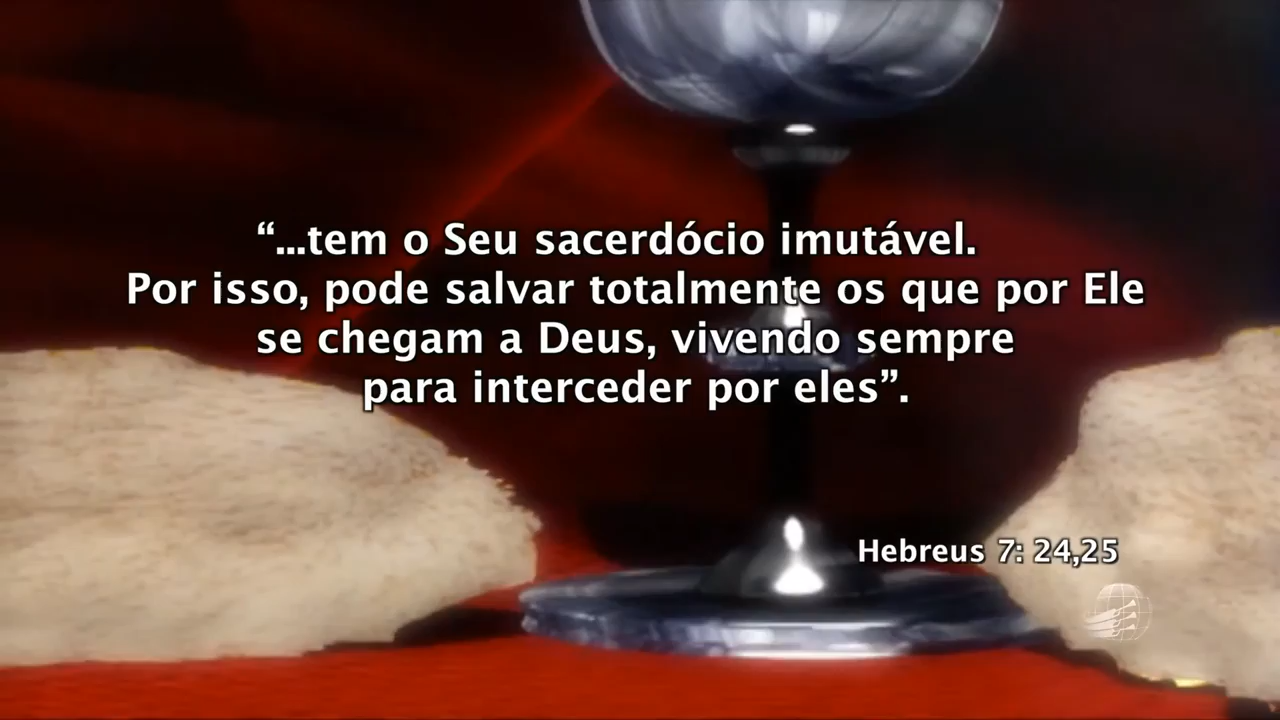 “...tem o Seu sacerdócio imutável.
Por isso, pode salvar totalmente os que por Ele
se chegam a Deus, vivendo sempre
para interceder por eles”.
Hebreus 7: 24,25